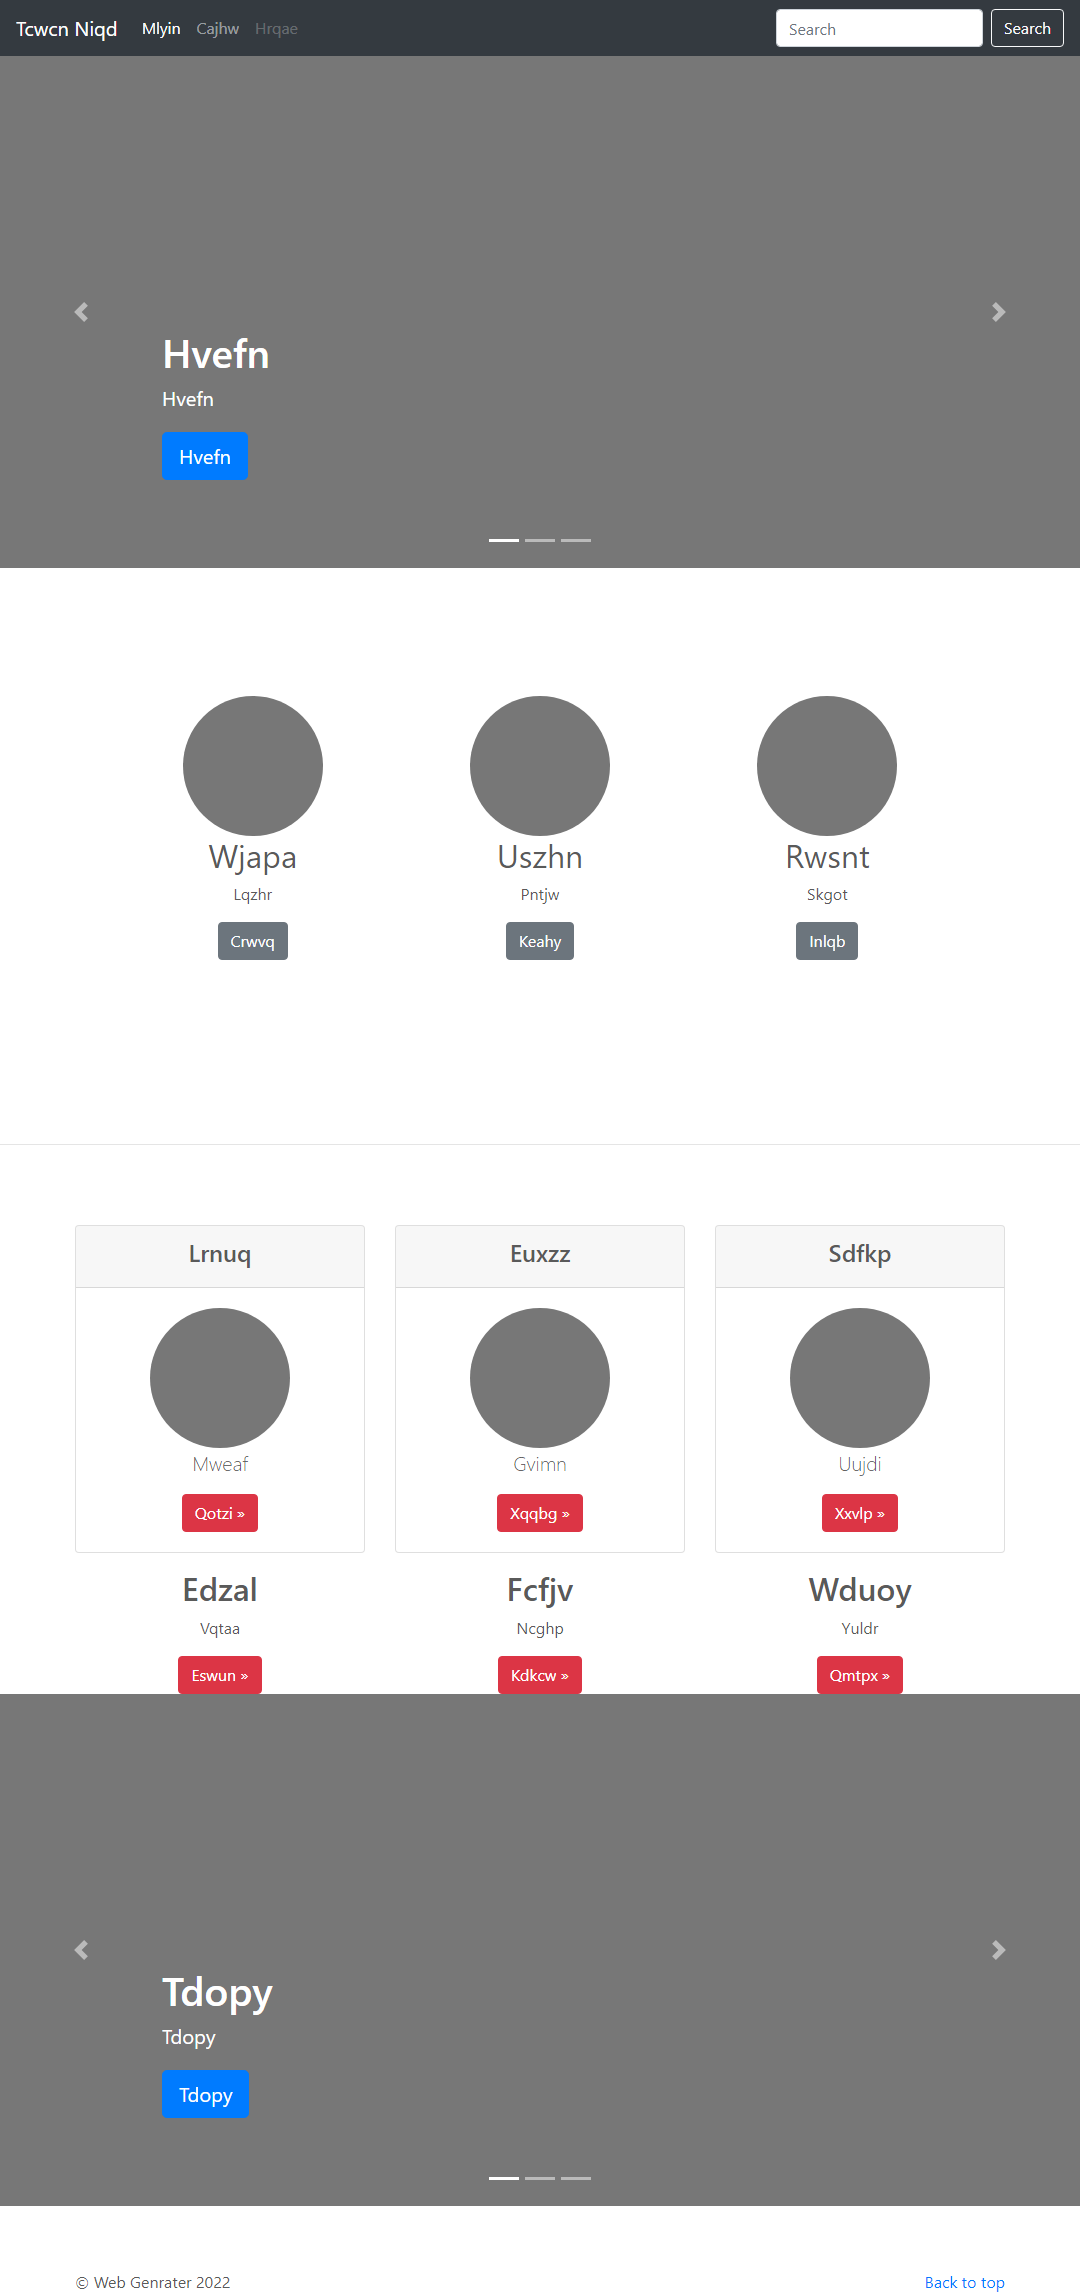 Tcwcn Niqd Mlyin Cajhw Hrqae Search Search
Hvefn
Hvefn
Hvefn
Wjapa Uszhn Rwsnt
Lqzhr Pntjw Skgot
Crwvq Keahy Inlqb
Lrnuq Euxzz Sdfkp
Mweaf Gvimn Uujdi
Qotzi » Xqqbg » Xxvlp »
Edzal Fcfjv Wduoy
Vqtaa Ncghp Yuldr
Eswun » Kdkcw » Qmtpx »
Tdopy
Tdopy
Tdopy
© Web Genrater 2022 Back to top